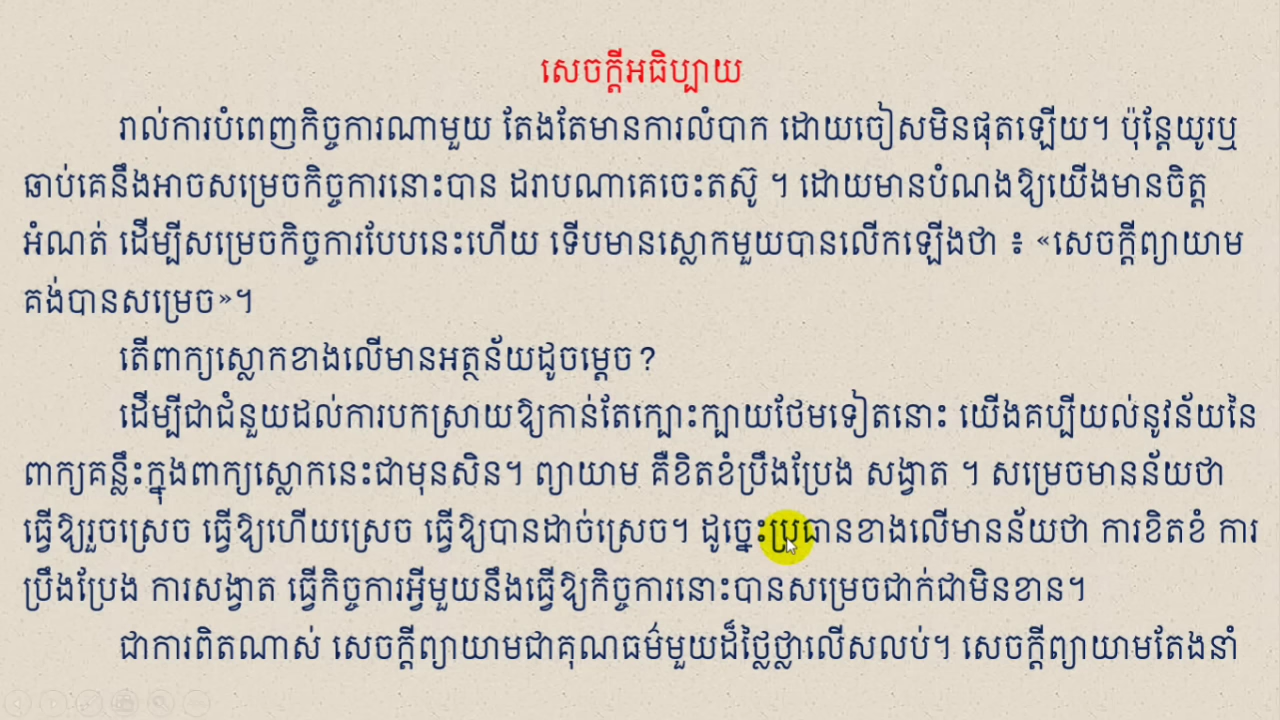 សេចក្តីអធិប្បាយ
រាល់ការបំពេញកិច្ចការណាមួយ តែងតែមានការលំបាក ដោយចៀសមិនផុតឡើយ។ ប៉ុន្តែយូរឬ
ឆាប់គេនឹងអាចសម្រេចកិច្ចការនោះបាន ដរាបណាគេចេះតស៊ូ ។ ដោយមានបំណងឱ្យយើងមានចិត្ត
អំណត់ ដើម្បីសម្រេចកិច្ចការបែបនេះហើយ ទើបមានស្លោកមួយបានលើកឡើងថា ៖ «សេចក្តីព្យាយាម
គង់បានសម្រេច»។
តើពាក្យស្លោកខាងលើមានអត្ថន័យដូចម្តេច?
ដើម្បីជាជំនួយដល់ការបកស្រាយឱ្យកាន់តែក្បោះក្បាយថែមទៀតនោះ យើងគប្បីយល់នូវន័យនៃ
ពាក្យគន្លឹះក្នុងពាក្យស្លោកនេះជាមុនសិន។ ព្យាយាម គឺខិតខំប្រឹងប្រែង សង្វាត ។ សម្រេចមានន័យថា
ធ្វើឱ្យរួចស្រេច ធ្វើឱ្យហើយស្រេច ធ្វើឱ្យបានដាច់ស្រេច។ ដូច្នេះប្រធានខាងលើមានន័យថា ការខិតខំ ការ
ប្រឹងប្រែង ការសង្វាត ធ្វើកិច្ចការអ្វីមួយនឹងធ្វើឱ្យកិច្ចការនោះបានសម្រេចជាក់ជាមិនខាន។
ជាការពិតណាស់ សេចក្តីព្យាយាមជាគុណធម៌មួយដ៏ថ្លៃថ្លាលើសលប់។ សេចក្តីព្យាយាមតែងនាំ